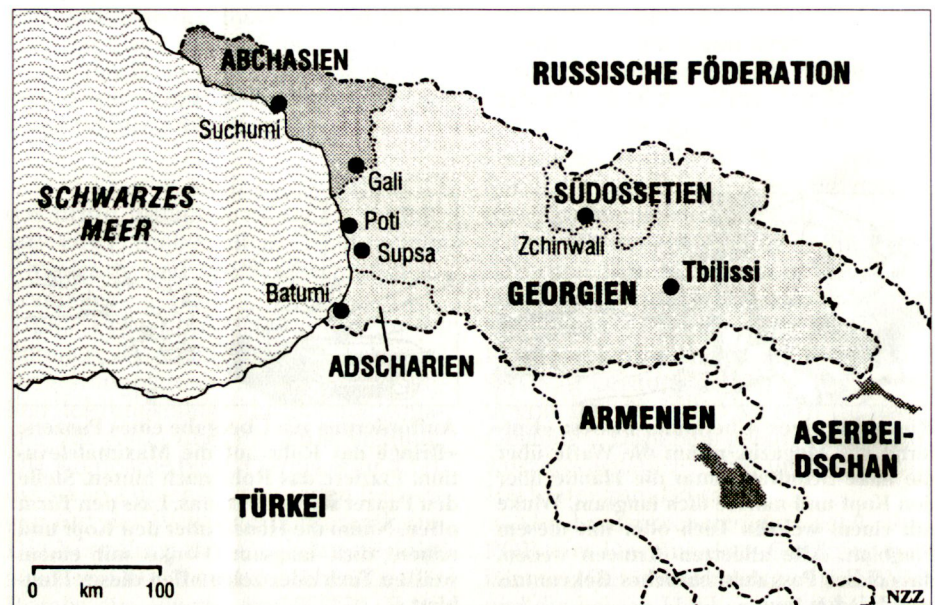 ABCHASIEN
RUSSISCHE FÖDERATION
Suchumi
Gali
SCHWARZES
MEER
SÜDOSSETIEN
Poti
Zchinwali
Supsa
Tbilissi
Batumi
GEORGIEN
ADSCHARIEN
ARMENIEN
ASERBEI-
DSCHAN
TÜRKEI
0 km 100
NZZ